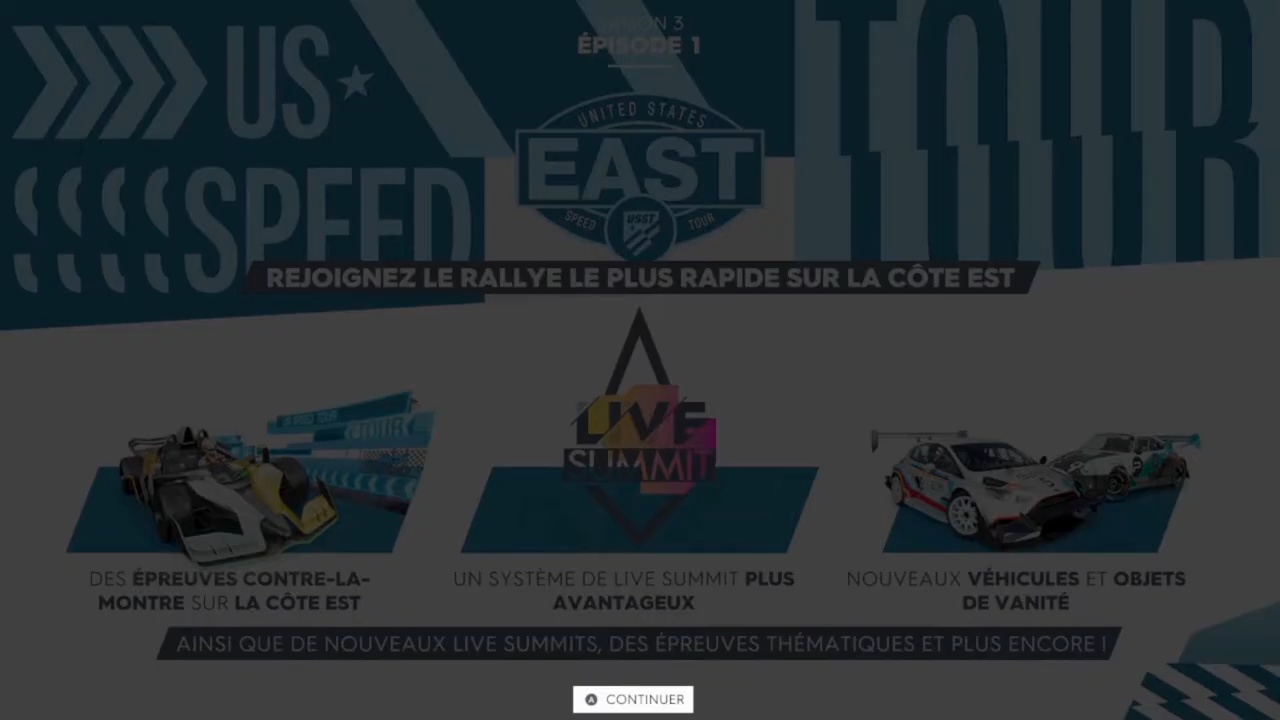 SAISON 3
ÉPISODE 1
US
SPEED
TOUR
UNITED STATES
EAST
SPEED TOUR
USST
REJOIGNEZ LE RALLYE LE PLUS RAPIDE SUR LA CÔTE EST
LIVE
SUMMIT
DES ÉPREUVES CONTRE-LA-
MONTRE SUR LA CÔTE EST
UN SYSTÈME DE LIVE SUMMIT PLUS
AVANTAGEUX
NOUVEAUX VÉHICULES ET OBJETS
DE VANITÉ
AINSI QUE DE NOUVEAUX LIVE SUMMITS, DES ÉPREUVES THÉMATIQUES ET PLUS ENCORE !
A CONTINUER